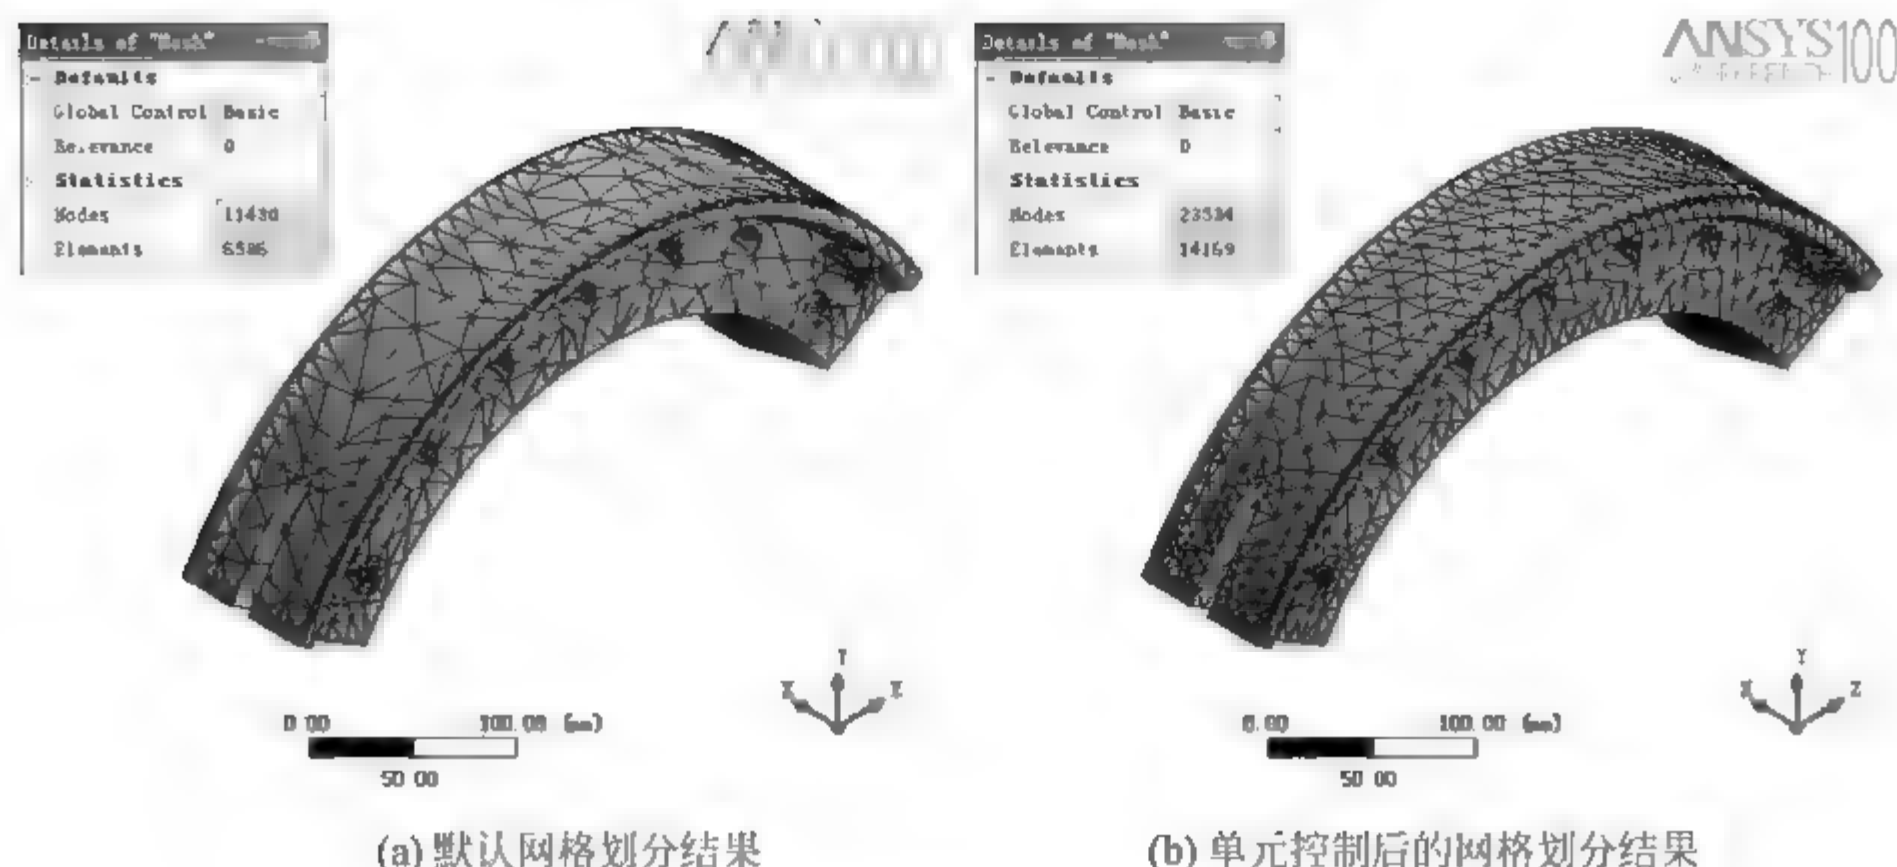 Details of "Mesh"
Defaults
Global Control Basic
Relevance 0
Statistics
Nodes
Elements
0.00 100.00 (mm)
50.00
(a) 默认网格划分结果
Details of "Mesh"
Defaults
Global Control Basic
Relevance 0
Statistics
Nodes 23534
Elements 14169
ANSYS 100
Y
X Z
0.00 100.00 (mm)
50.00
(b) 单元控制后的网格划分结果